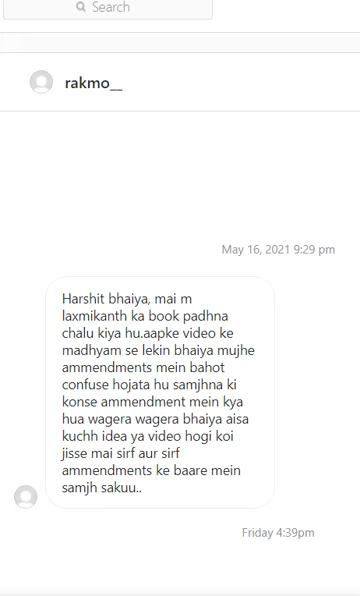 Search
rakmo__
May 16, 2021 9:29 pm
Harshit bhaiya, mai m
laxmikanth ka book padhna
chalu kiya hu.aapke video ke
madhyam se lekin bhaiya mujhe
ammendments mein bahot
confuse hojata hu samjhna ki
konse ammendment mein kya
hua wagera wagera bhaiya aisa
kuchh idea ya video hogi koi
jisse mai sirf aur sirf
ammendments ke baare mein
samjh sakuu..
Friday 4:39pm